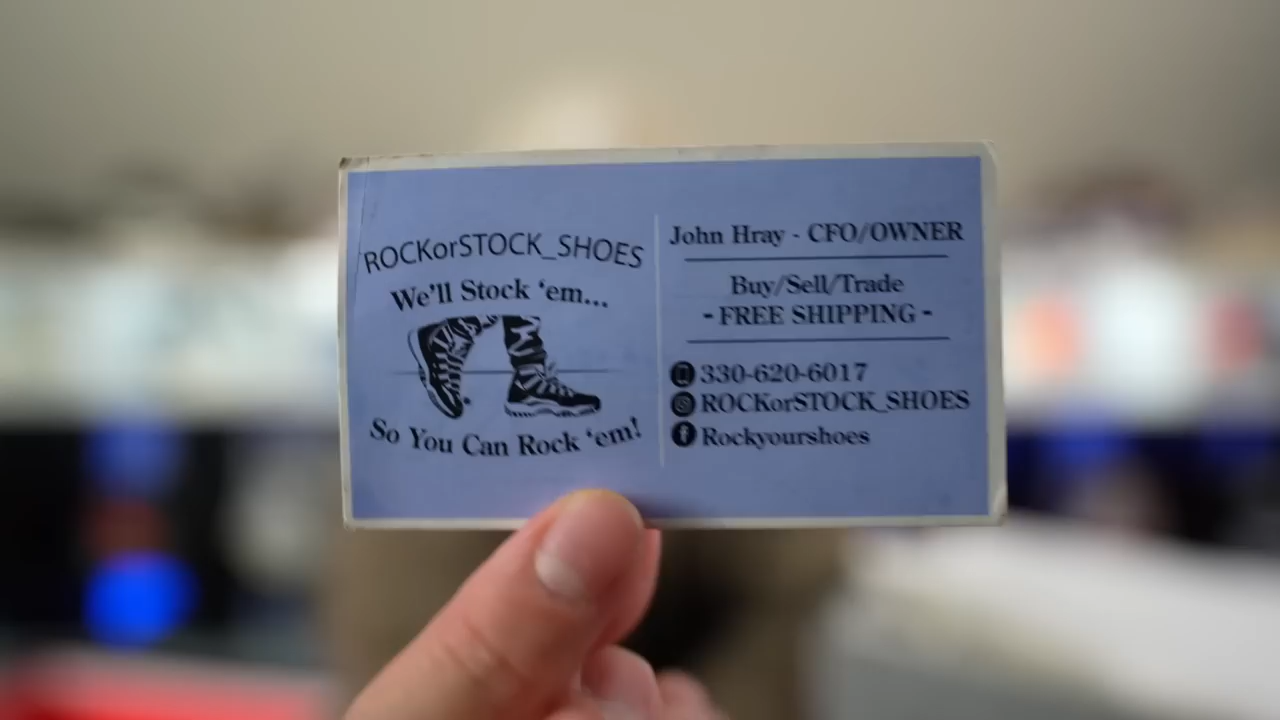 ROCKorSTOCK_SHOES
We'll Stock 'em...
So You Can Rock 'em!
John Hray - CFO/OWNER
Buy/Sell/Trade
- FREE SHIPPING -
330-620-6017
ROCKorSTOCK_SHOES
Rockyourshoes